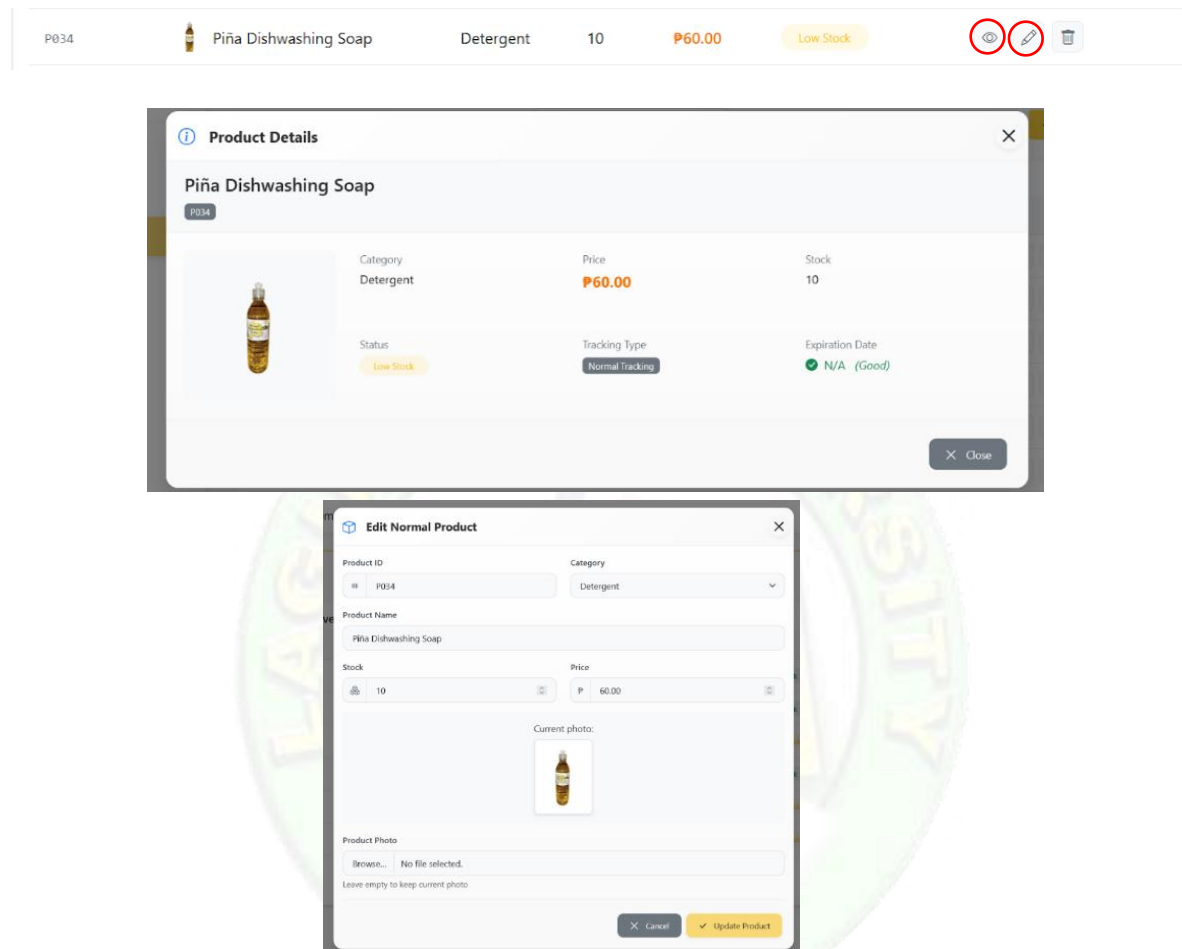 P034 Piña Dishwashing Soap Detergent 10 ₱60.00 Low Stock
Product Details
Piña Dishwashing Soap
P034
Category Price Stock
Detergent ₱60.00 10
Status Tracking Type Expiration Date
Low Stock Normal Tracking N/A (Good)
Close
Edit Normal Product
Product ID Category
P034 Detergent
Product Name
Piña Dishwashing Soap
Stock Price
10 ₱ 60.00
Current photo:
Product Photo
Browse... No file selected.
Leave empty to keep current photo
Cancel Update Product